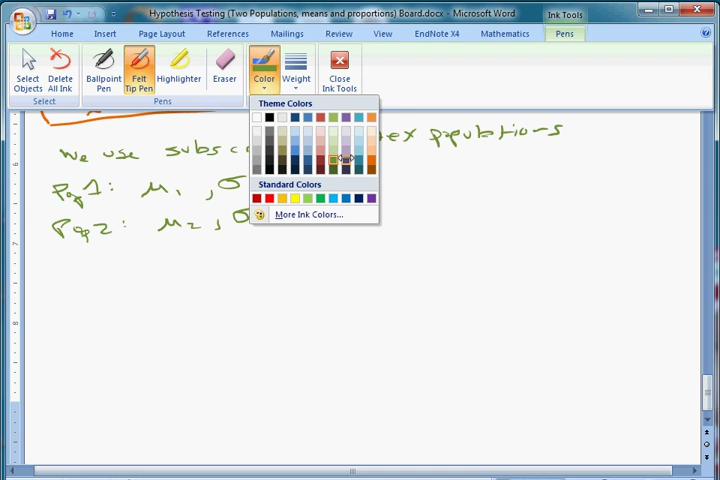 Hypothesis Testing (Two Populations, means and proportions) Board.docx - Microsoft Word
Ink Tools
Home Insert Page Layout References Mailings Review View EndNote X4 Mathematics Pens
Select Objects
Delete All Ink
Ballpoint Pen
Felt Tip Pen
Highlighter
Eraser
Color
Weight
Close Ink Tools
Select
Pens
Theme Colors
Standard Colors
More Ink Colors...
We use subsc ex populations
Pop1: μ₁ , σ
Pop2: μ₂ , σ
7
8